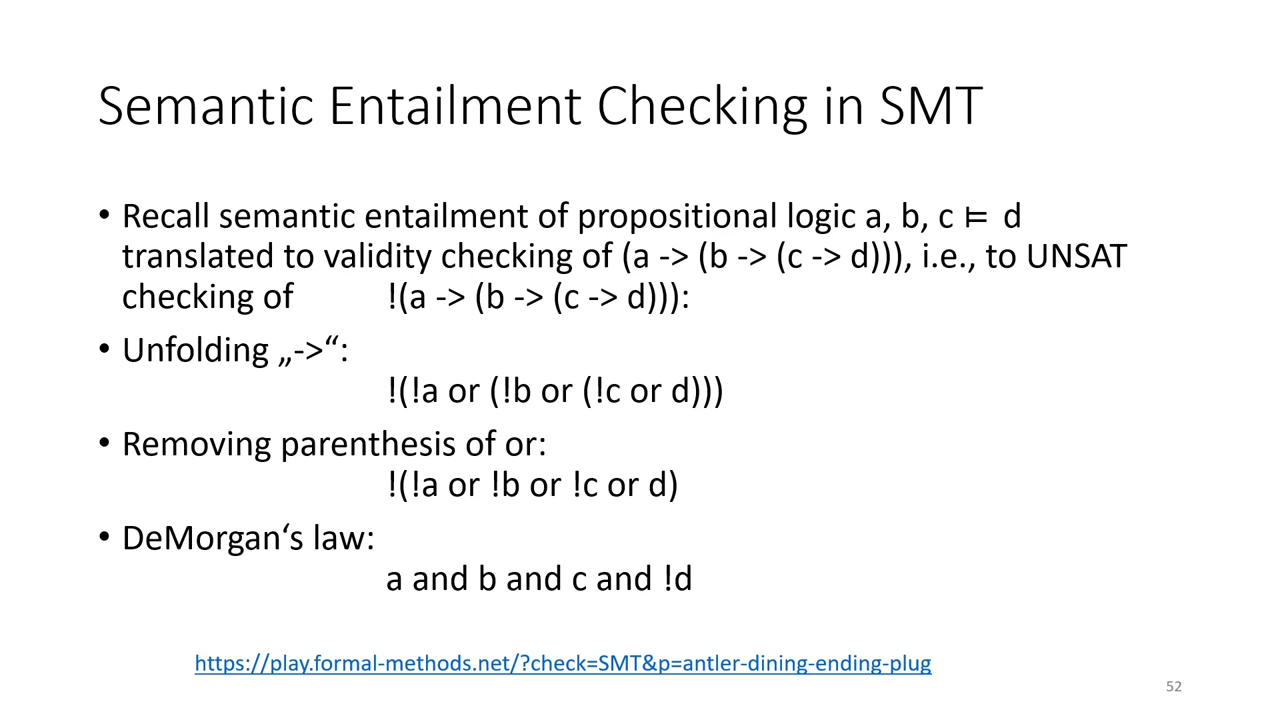 Semantic Entailment Checking in SMT
• Recall semantic entailment of propositional logic a, b, c ⊨ d
translated to validity checking of (a -> (b -> (c -> d))), i.e., to UNSAT
checking of !(a -> (b -> (c -> d))):
• Unfolding „->“:
!(!a or (!b or (!c or d)))
• Removing parenthesis of or:
!(!a or !b or !c or d)
• DeMorgan‘s law:
a and b and c and !d
https://play.formal-methods.net/?check=SMT&p=antler-dining-ending-plug
52